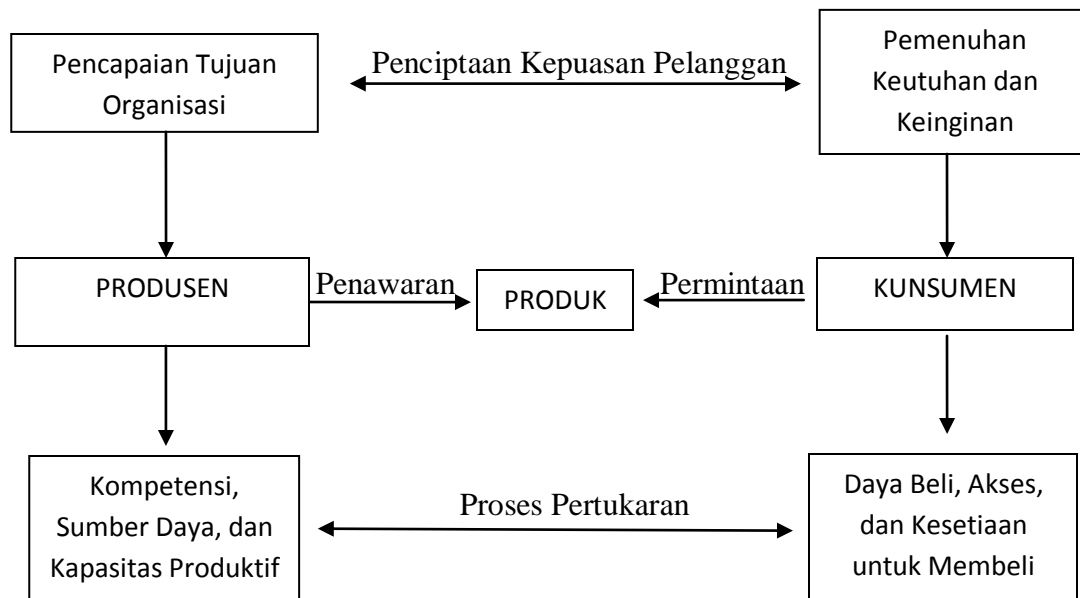 Pencapaian Tujuan
Organisasi
Penciptaan Kepuasan Pelanggan
Pemenuhan
Keutuhan dan
Keinginan
PRODUSEN
Penawaran
PRODUK
Permintaan
KUNSUMEN
Kompetensi,
Sumber Daya, dan
Kapasitas Produktif
Proses Pertukaran
Daya Beli, Akses,
dan Kesetiaan
untuk Membeli